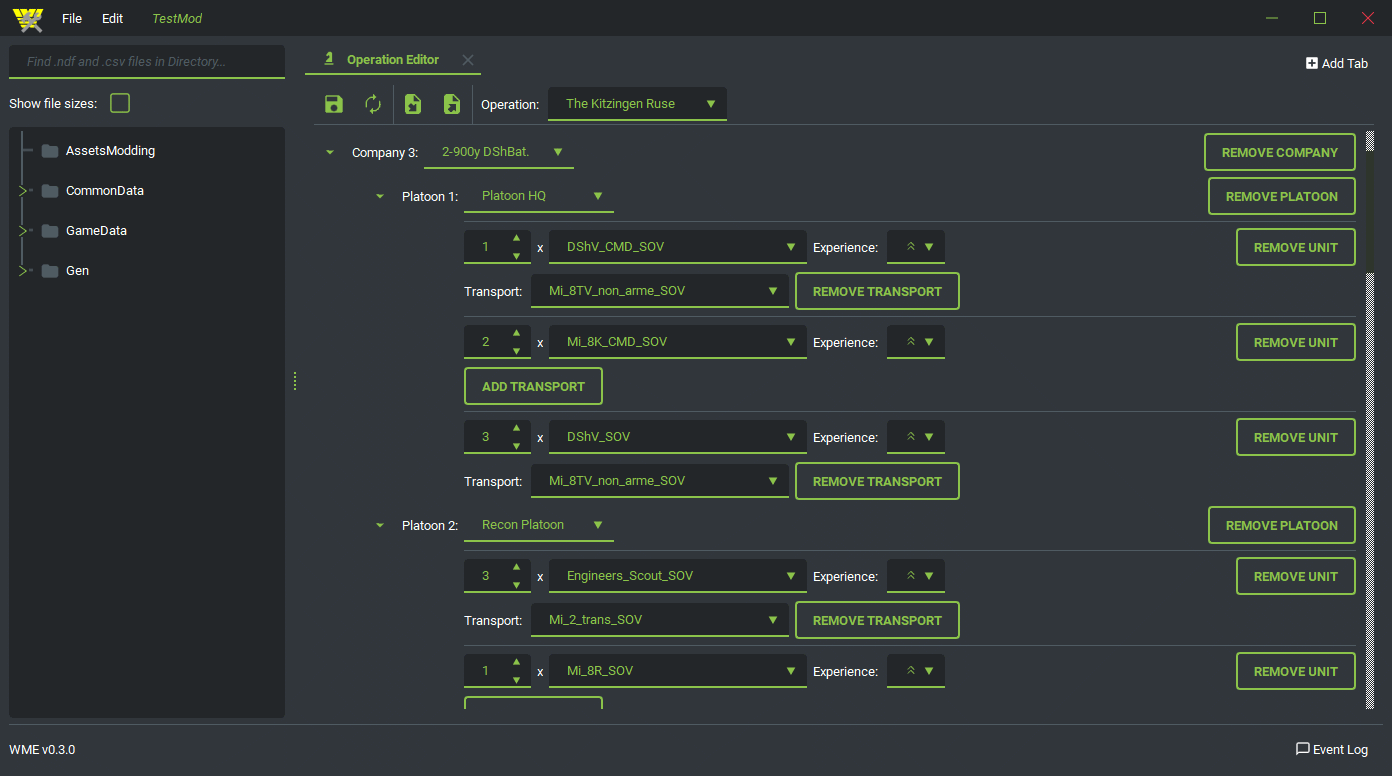 File Edit TestMod
Find .ndf and .csv files in Directory...
Show file sizes:
AssetsModding
CommonData
GameData
Gen
Operation Editor
Add Tab
Operation: The Kitzingen Ruse
Company 3: 2-900y DShBat. REMOVE COMPANY
Platoon 1: Platoon HQ REMOVE PLATOON
1 x DShV_CMD_SOV Experience: REMOVE UNIT
Transport: Mi_8TV_non_arme_SOV REMOVE TRANSPORT
2 x Mi_8K_CMD_SOV Experience: REMOVE UNIT
ADD TRANSPORT
3 x DShV_SOV Experience: REMOVE UNIT
Transport: Mi_8TV_non_arme_SOV REMOVE TRANSPORT
Platoon 2: Recon Platoon REMOVE PLATOON
3 x Engineers_Scout_SOV Experience: REMOVE UNIT
Transport: Mi_2_trans_SOV REMOVE TRANSPORT
1 x Mi_8R_SOV Experience: REMOVE UNIT
WME v0.3.0
Event Log